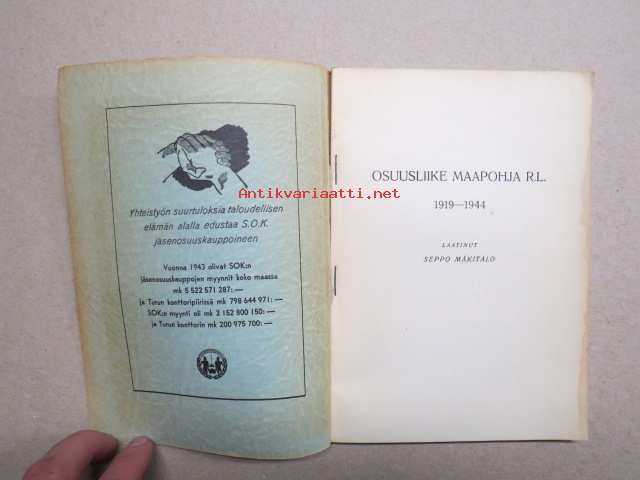 Antikvariaatti.net
Yhteistyön suurtuloksia taloudellisen
elämän alalla edustaa S.O.K.
jäsenosuuskauppoineen
Vuonna 1943 olivat SOK:n
jäsenosuuskauppojen myynnit koko maassa
mk 5 522 571 287:—
ja Turun konttoripiirissä mk 798 644 971:—
SOK:n myynti oli mk 2 152 800 150:—
ja Turun konttorin mk 200 975 700:—
OSUUSLIIKE MAAPOHJA R.L.
1919—1944
LAATINUT
SEPPO MÄKITALO